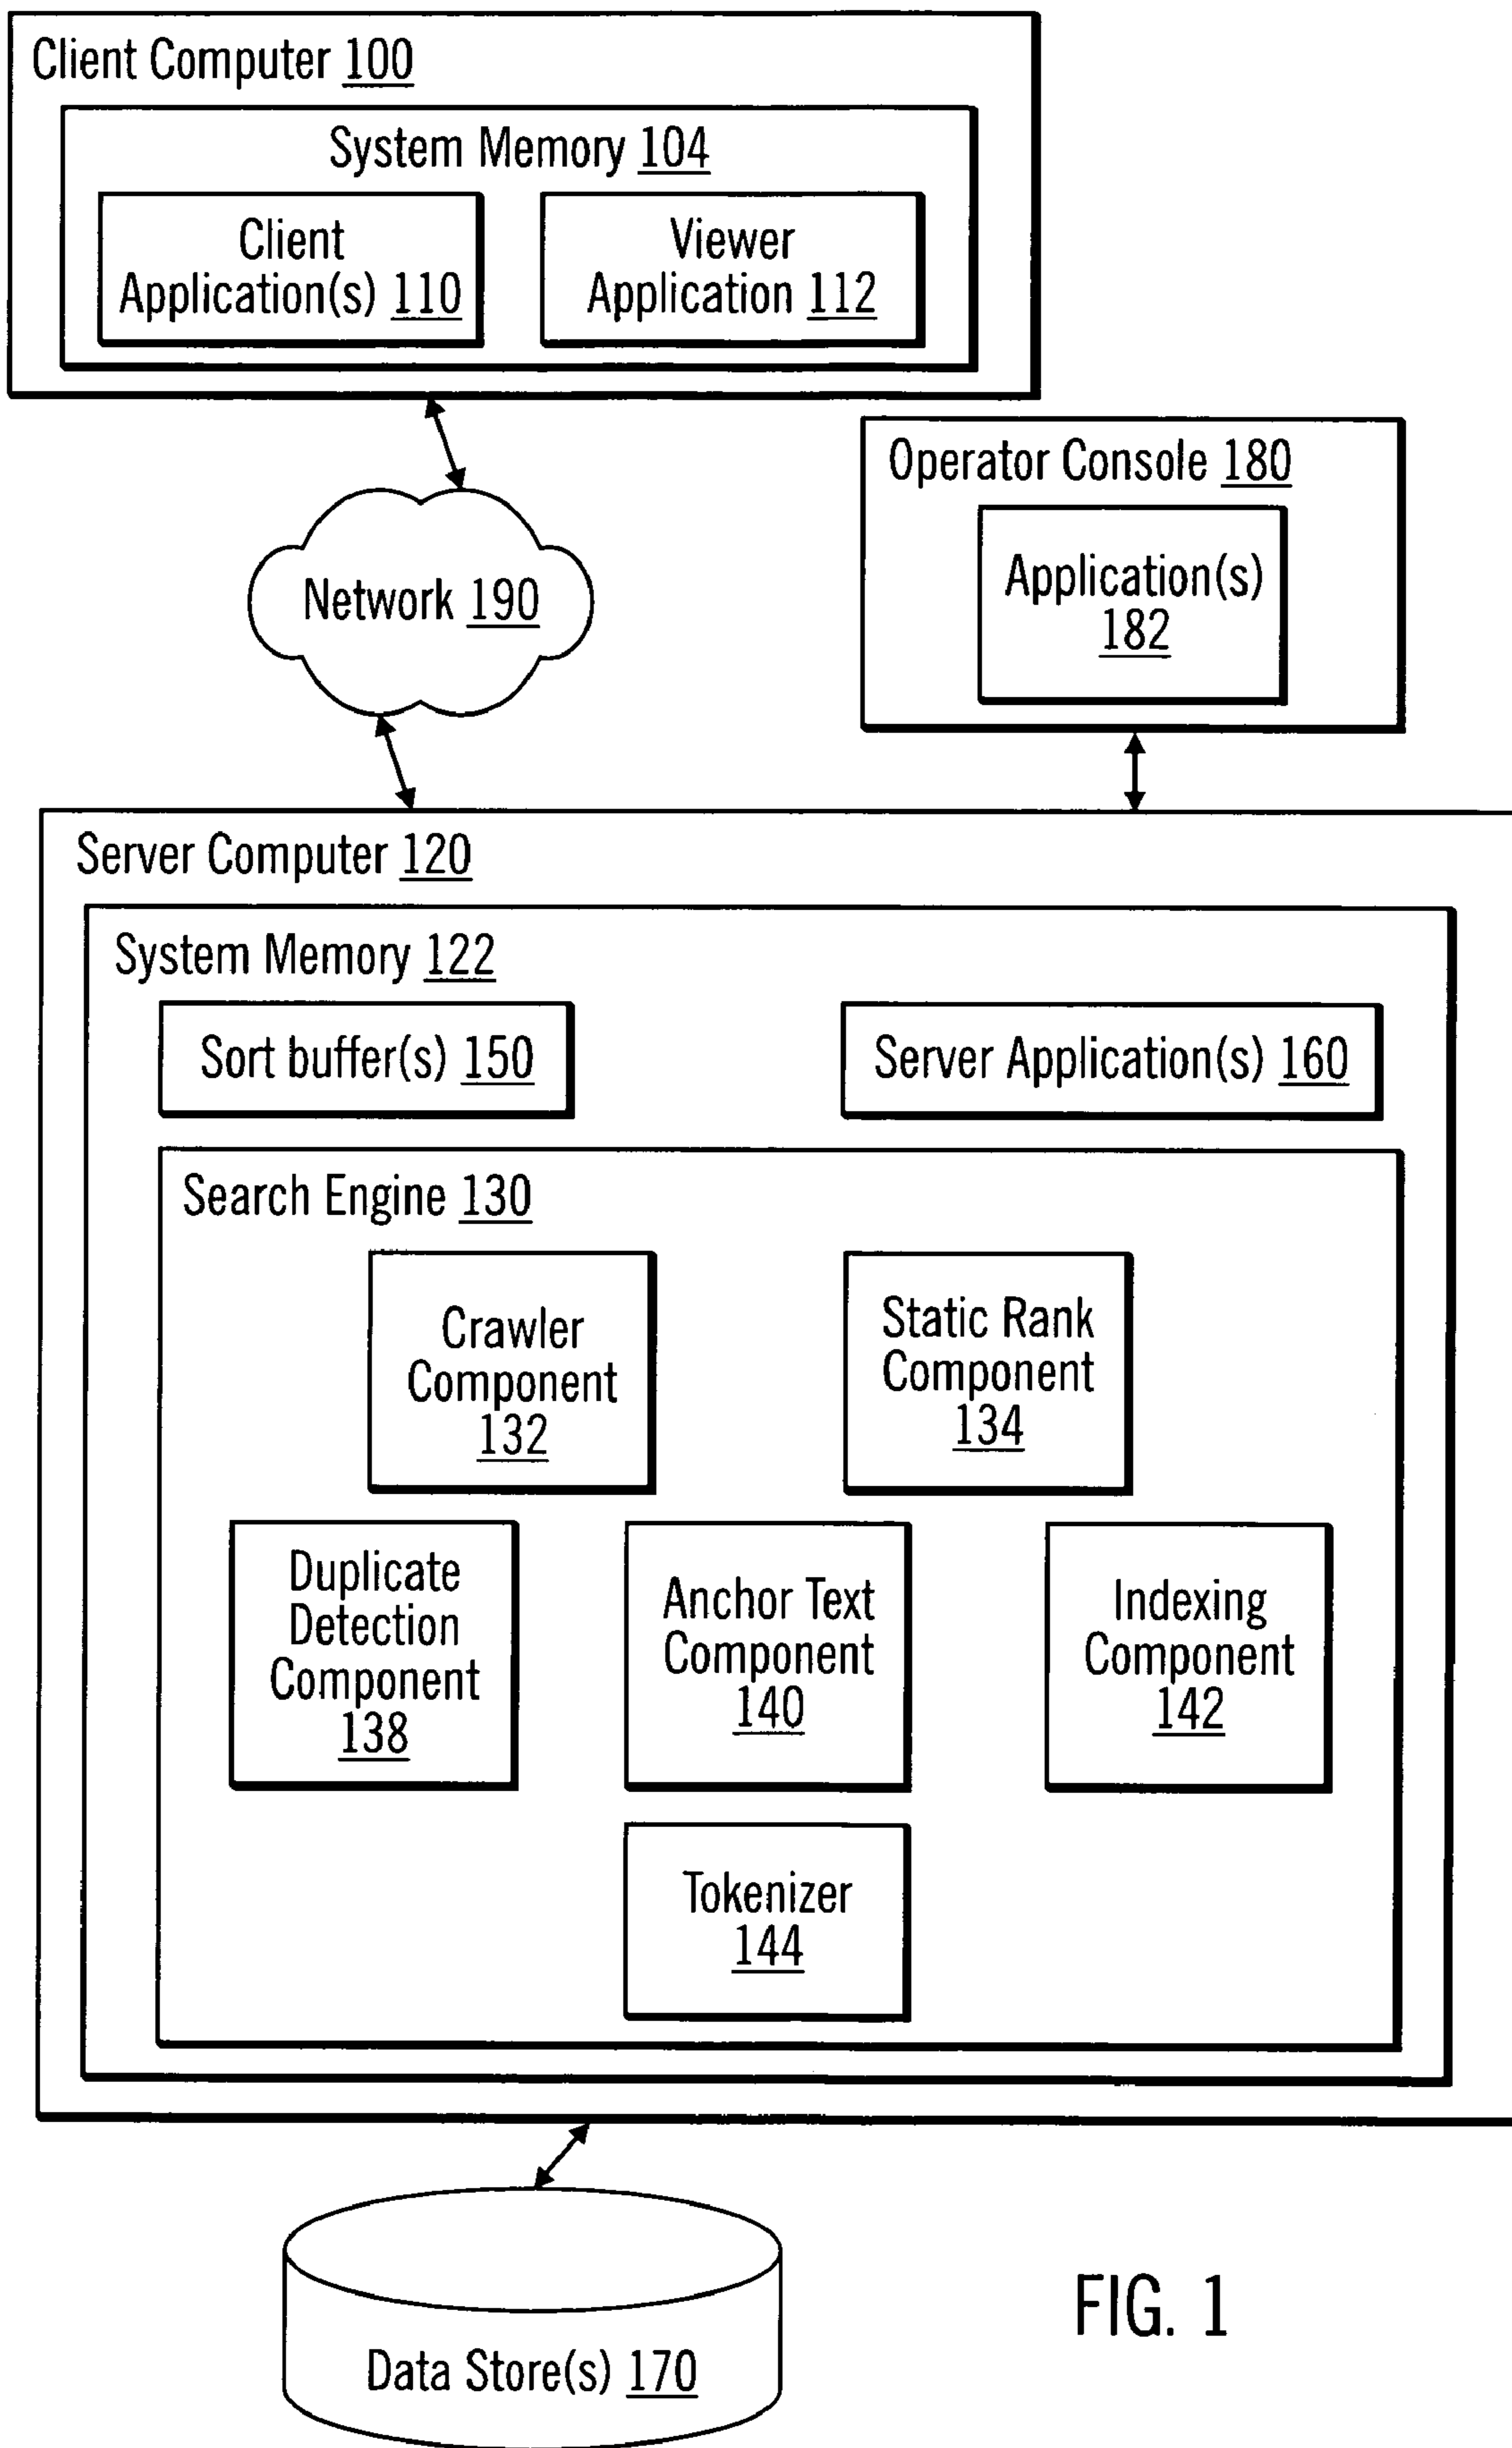 Client Computer 100
System Memory 104
Client
Application(s) 110
Viewer
Application 112
Operator Console 180
Application(s)
182
Network 190
Server Computer 120
System Memory 122
Sort buffer(s) 150
Server Application(s) 160
Search Engine 130
Crawler
Component
132
Static Rank
Component
134
Duplicate
Detection
Component
138
Anchor Text
Component
140
Indexing
Component
142
Tokenizer
144
Data Store(s) 170
FIG. 1